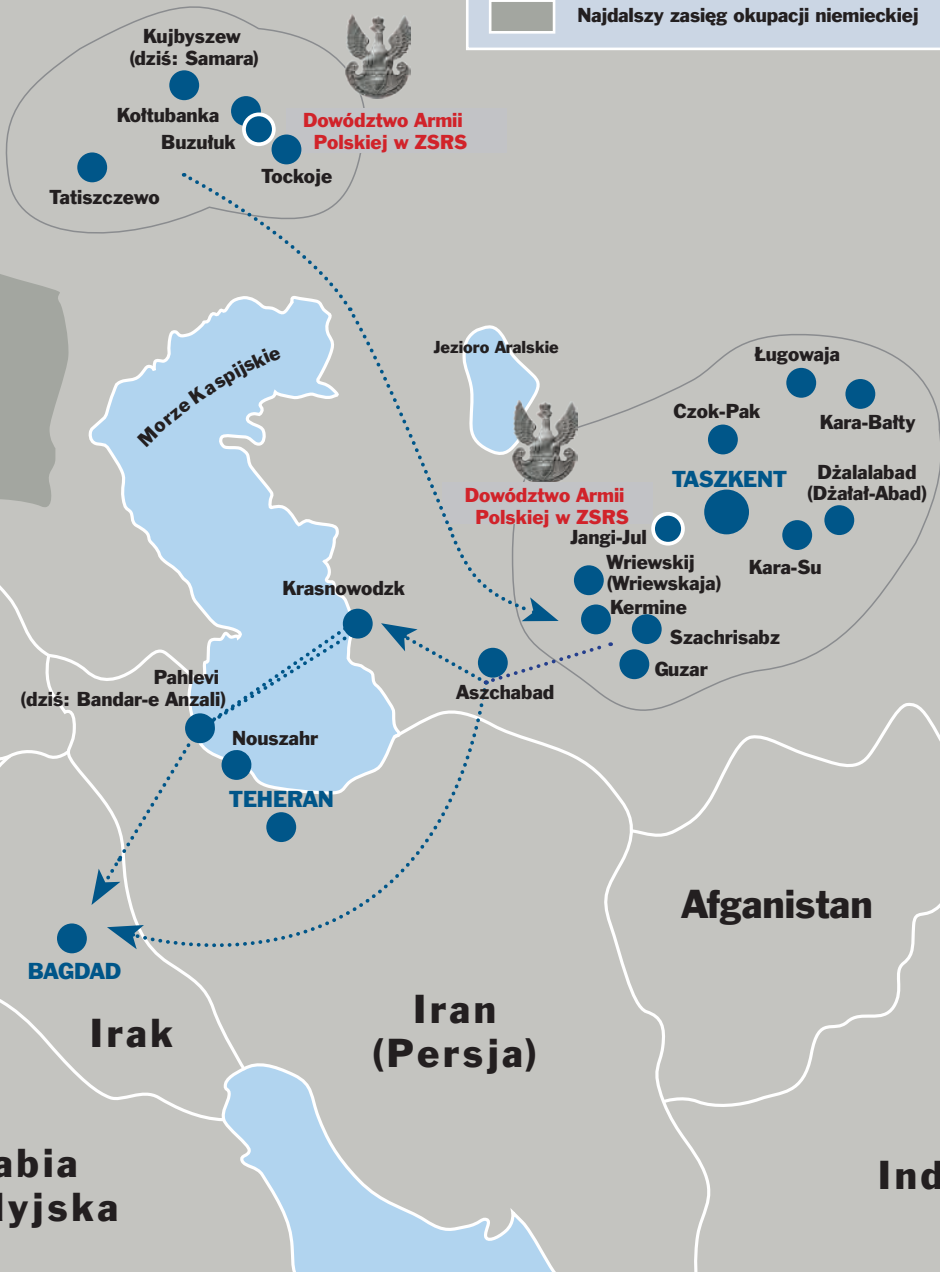 Najdalszy zasięg okupacji niemieckiej
Kujbyszew
(dziś: Samara)
Kołtubanka
Buzułuk
Dowództwo Armii
Polskiej w ZSRS
Tockoje
Tatiszczewo
Morze Kaspijskie
Jezioro Aralskie
Ługowaja
Kara-Bałty
Czok-Pak
TASZKENT
Dżalalabad
(Dżałał-Abad)
Dowództwo Armii
Polskiej w ZSRS
Jangi-Jul
Kara-Su
Wriewskij
(Wriewskaja)
Kermine
Szachrisabz
Guzar
Krasnowodzk
Aszchabad
Pahlevi
(dziś: Bandar-e Anzali)
Nouszahr
TEHERAN
Afganistan
BAGDAD
Irak
Iran
(Persja)
abia
lyjska
Ind